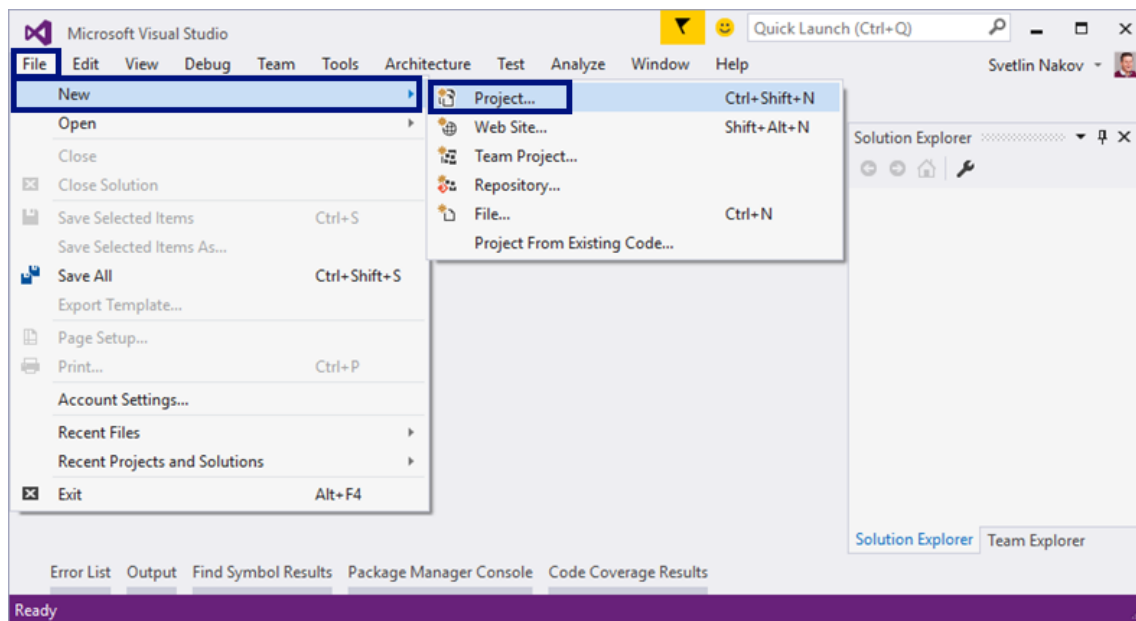 Microsoft Visual Studio
Quick Launch (Ctrl+Q)
File Edit View Debug Team Tools Architecture Test Analyze Window Help Svetlin Nakov
New
Open
Close
Close Solution
Save Selected Items Ctrl+S
Save Selected Items As...
Save All Ctrl+Shift+S
Export Template...
Page Setup...
Print... Ctrl+P
Account Settings...
Recent Files
Recent Projects and Solutions
Exit Alt+F4
Project... Ctrl+Shift+N
Web Site... Shift+Alt+N
Team Project...
Repository...
File... Ctrl+N
Project From Existing Code...
Solution Explorer
Solution Explorer Team Explorer
Error List Output Find Symbol Results Package Manager Console Code Coverage Results
Ready